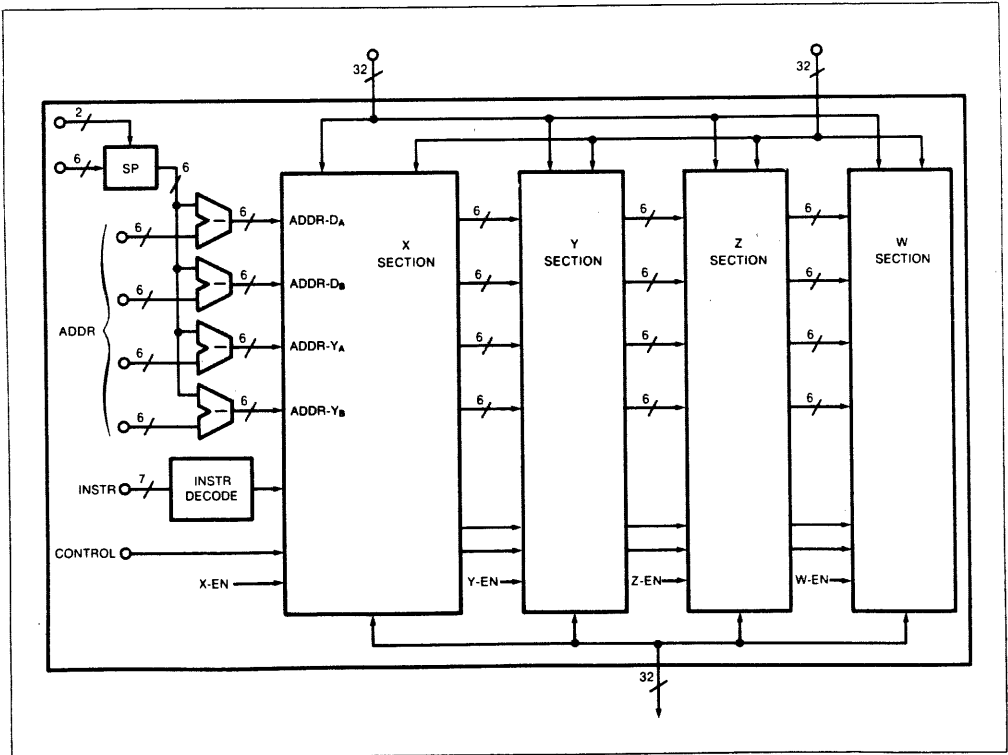 32
32
2
6
SP
6
6
6
6
6
6
6
6
6
ADDR
ADDR-DA
ADDR-DB
ADDR-YA
ADDR-YB
X
SECTION
6
6
6
6
Y
SECTION
6
6
6
6
Z
SECTION
6
6
6
6
W
SECTION
INSTR
7
INSTR
DECODE
CONTROL
X-EN
Y-EN
Z-EN
W-EN
32